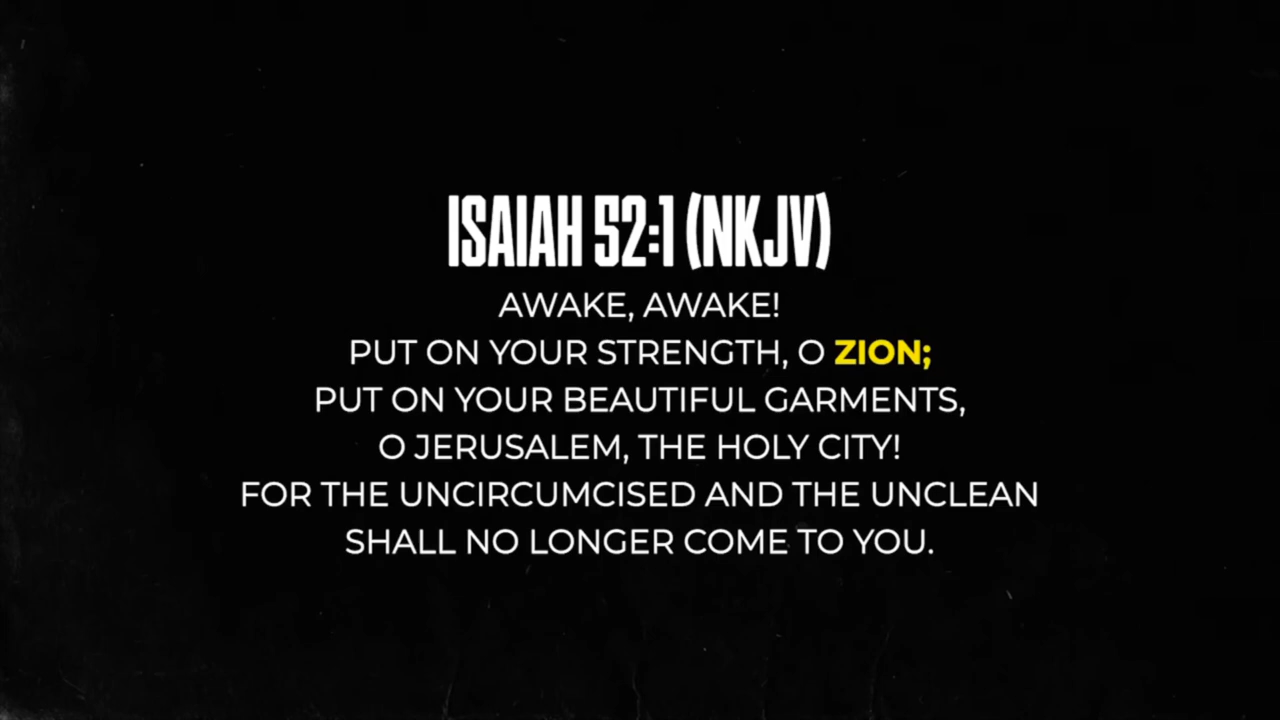 ISAIAH 52:1 (NKJV)
AWAKE, AWAKE!
PUT ON YOUR STRENGTH, O ZION;
PUT ON YOUR BEAUTIFUL GARMENTS,
O JERUSALEM, THE HOLY CITY!
FOR THE UNCIRCUMCISED AND THE UNCLEAN
SHALL NO LONGER COME TO YOU.